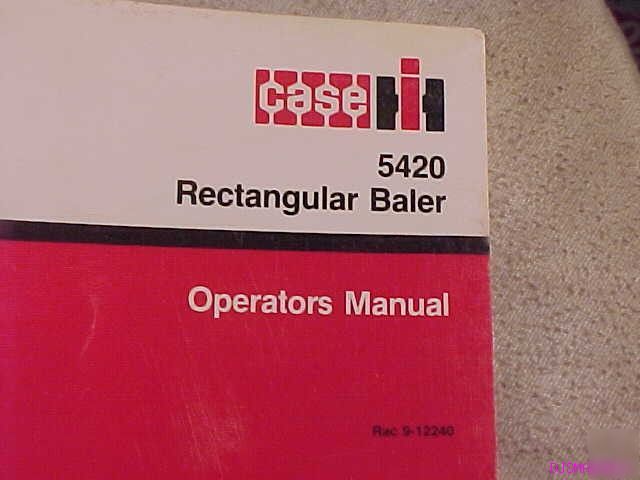 case IH
5420
Rectangular Baler
Operators Manual
Rac 9-12240